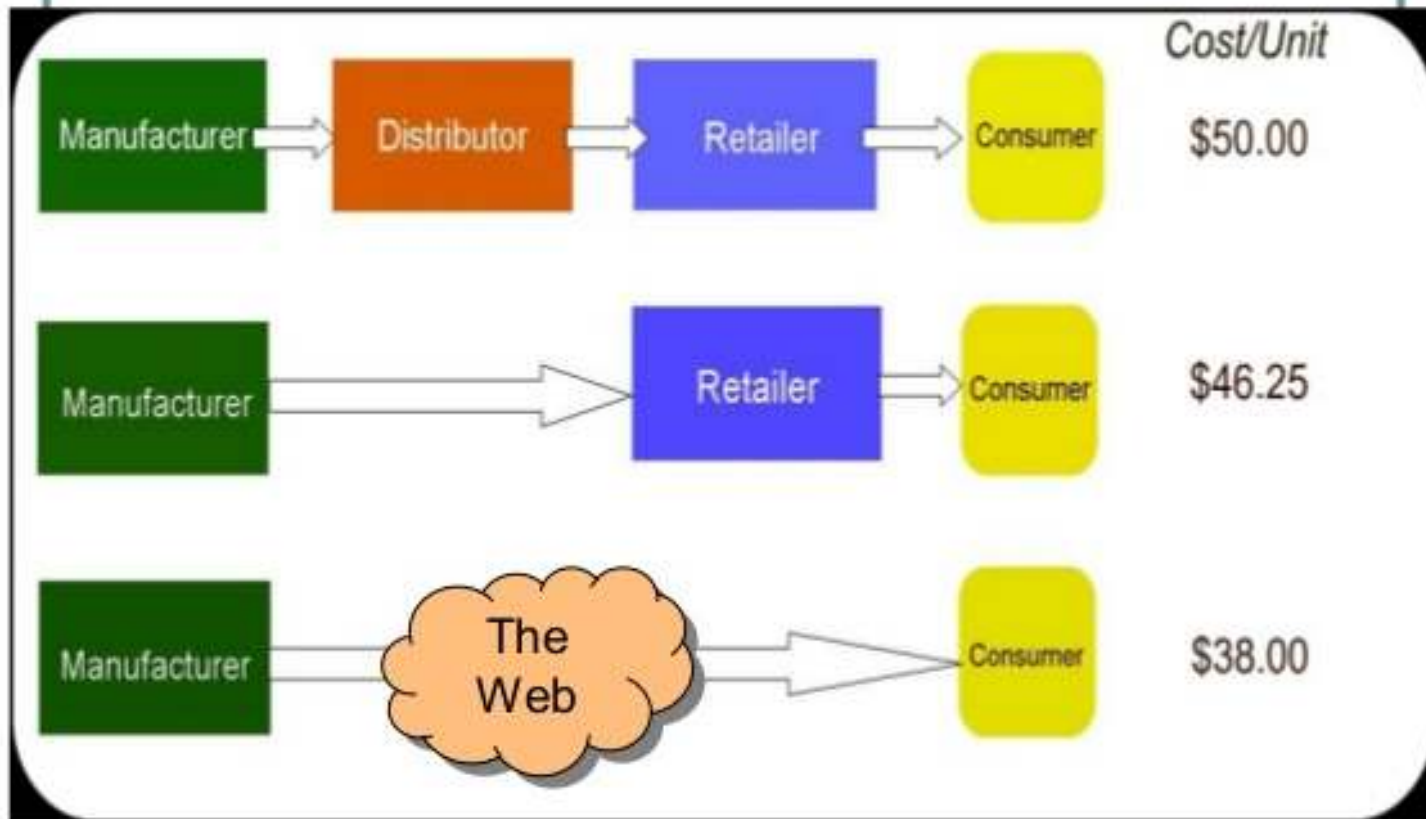 Cost/Unit
Manufacturer Distributor Retailer Consumer $50.00
Manufacturer Retailer Consumer $46.25
Manufacturer The Web Consumer $38.00